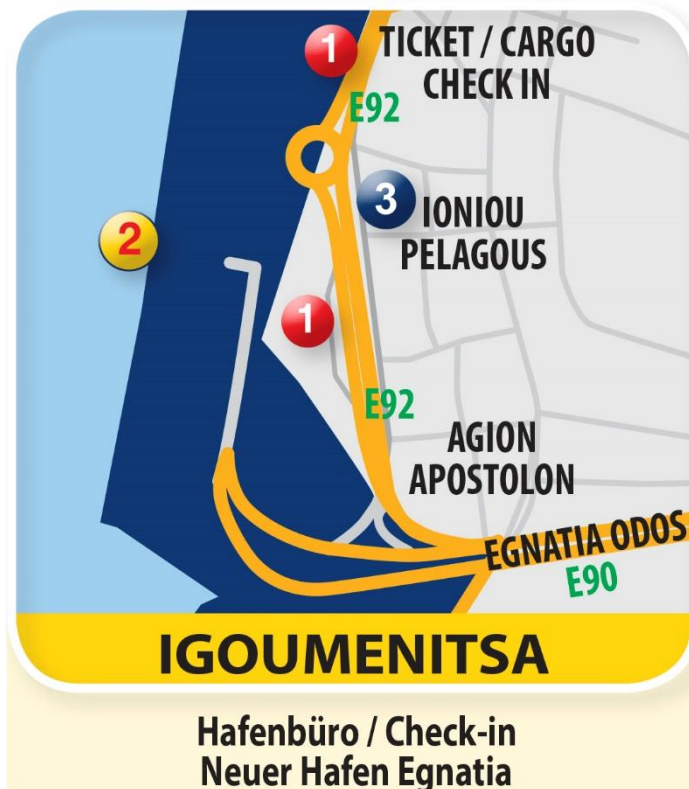 1
TICKET / CARGO
CHECK IN
E92
3
IONIOU
PELAGOUS
2
1
E92
AGION
APOSTOLON
EGNATIA ODOS
E90
IGOUMENITSA
Hafenbüro / Check-in
Neuer Hafen Egnatia